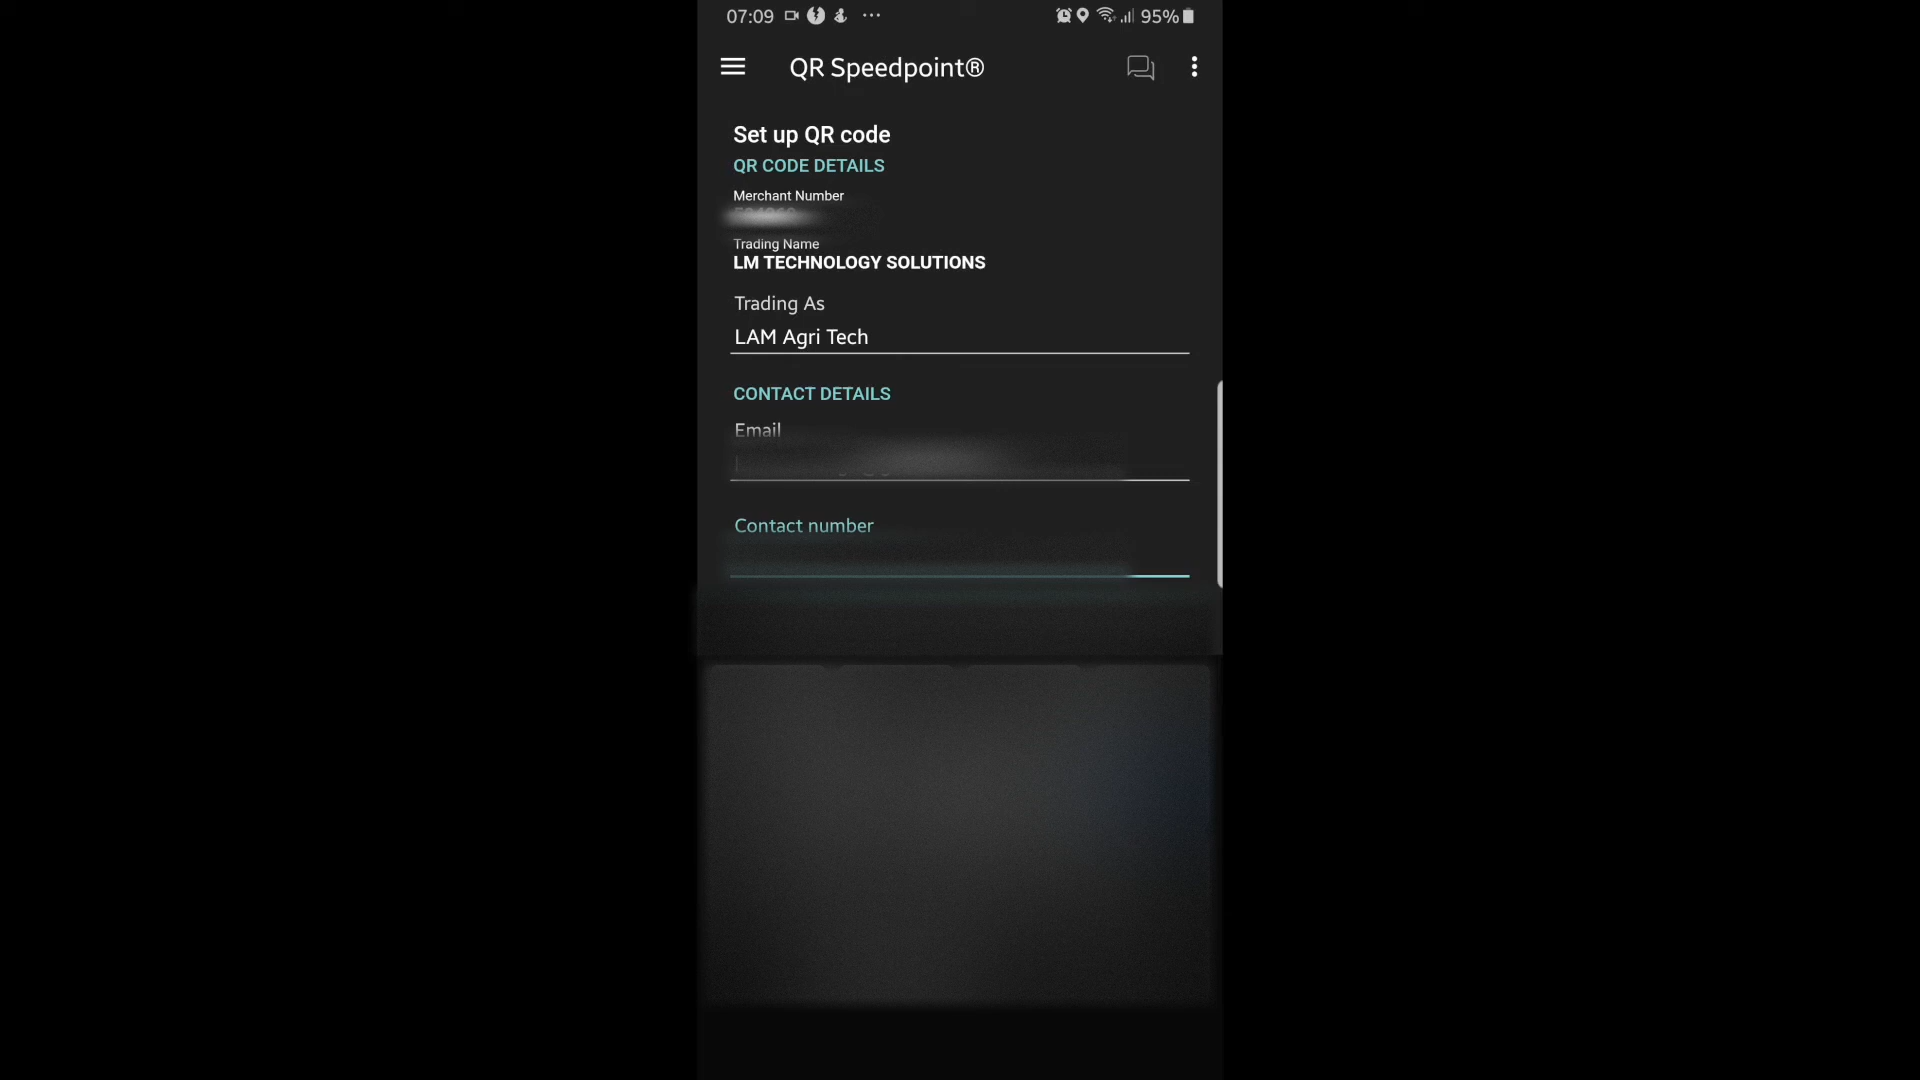 07:09 95%
QR Speedpoint®
Set up QR code
QR CODE DETAILS
Merchant Number
Trading Name
LM TECHNOLOGY SOLUTIONS
Trading As
LAM Agri Tech
CONTACT DETAILS
Email
Contact number